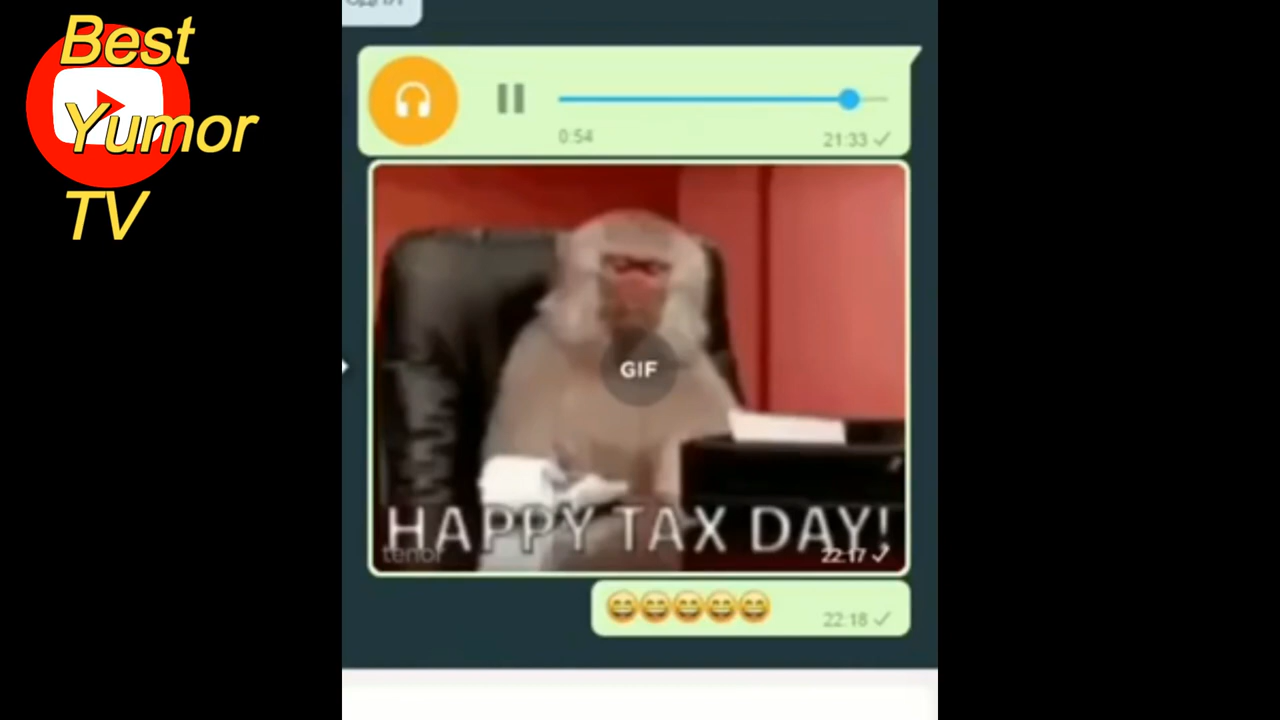 Best
Yumor
TV
0:54
21:33
GIF
HAPPY TAX DAY!
tenor
22:17
22:18